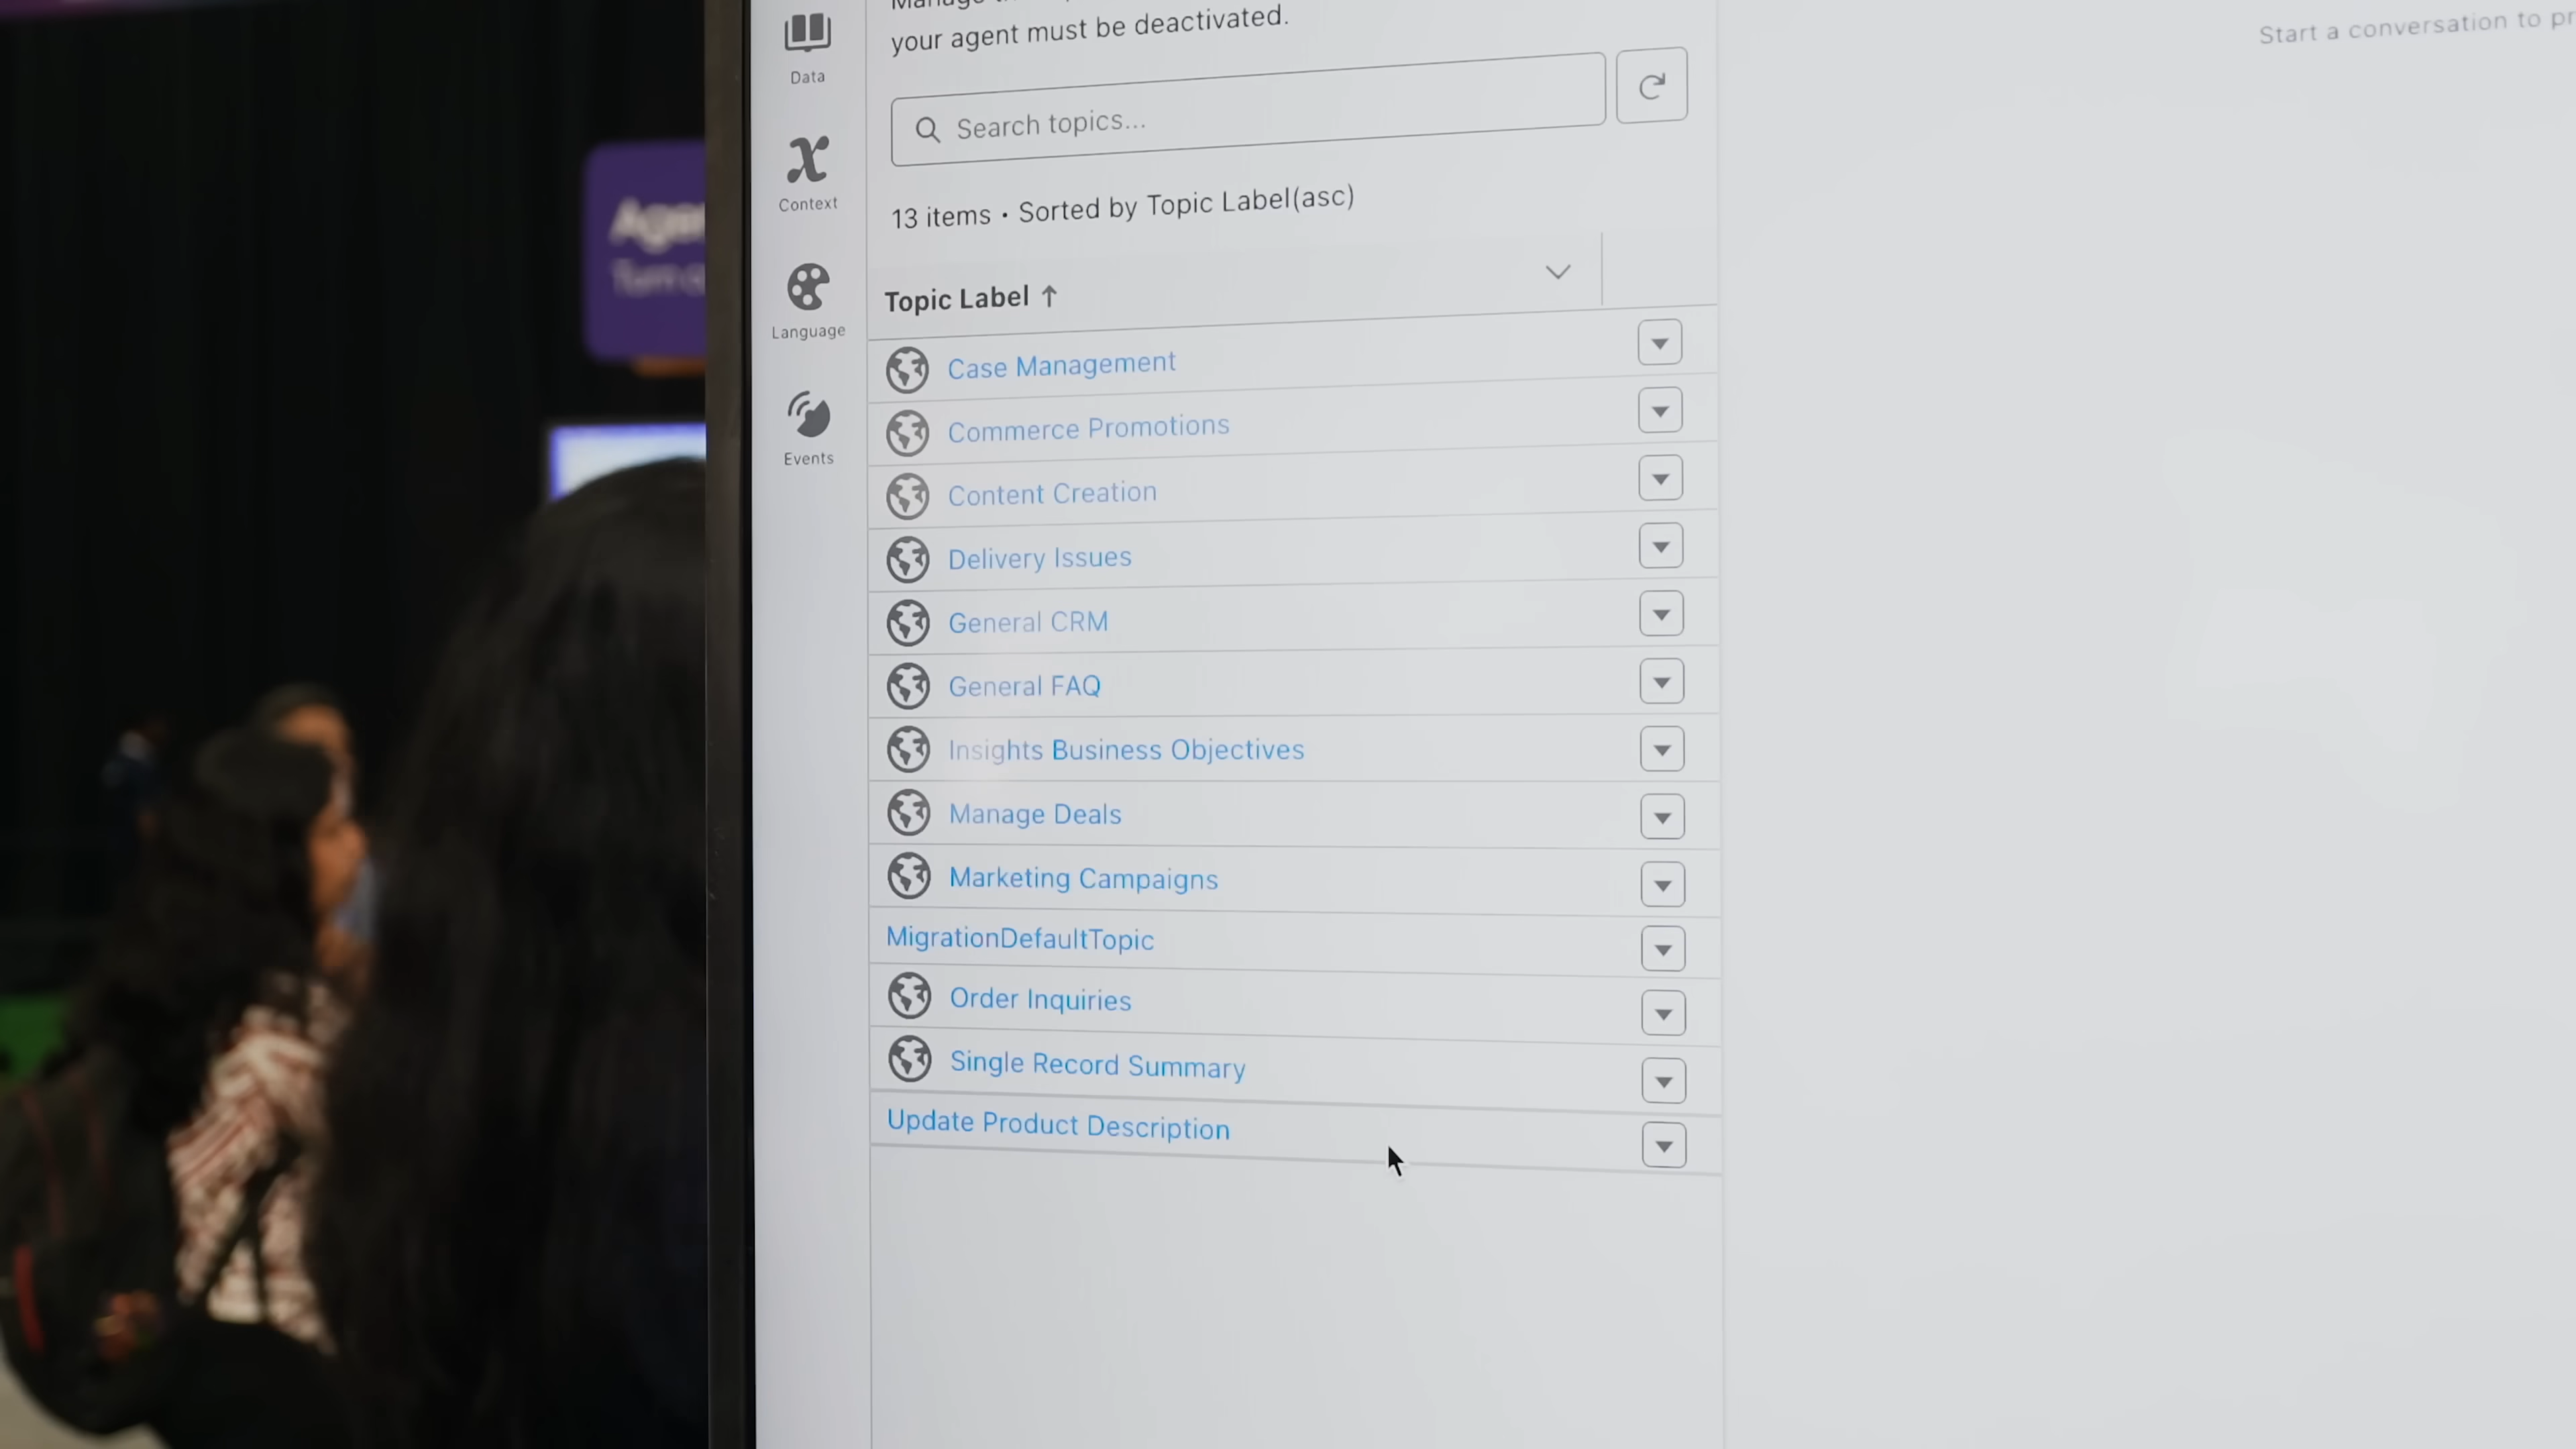 your agent must be deactivated.
Search topics...
13 items • Sorted by Topic Label(asc)
Topic Label ↑
Case Management
Commerce Promotions
Content Creation
Delivery Issues
General CRM
General FAQ
Insights Business Objectives
Manage Deals
Marketing Campaigns
MigrationDefaultTopic
Order Inquiries
Single Record Summary
Update Product Description
Data
Context
Language
Events
Start a conversation to